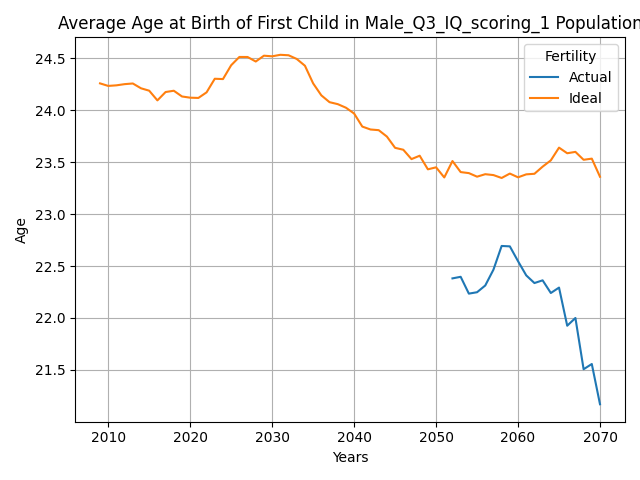 Average Age at Birth of First Child in Male_Q3_IQ_scoring_1 Population
Fertility
Actual
Ideal
24.5
24.0
23.5
23.0
22.5
22.0
21.5
Age
2010 2020 2030 2040 2050 2060 2070
Years